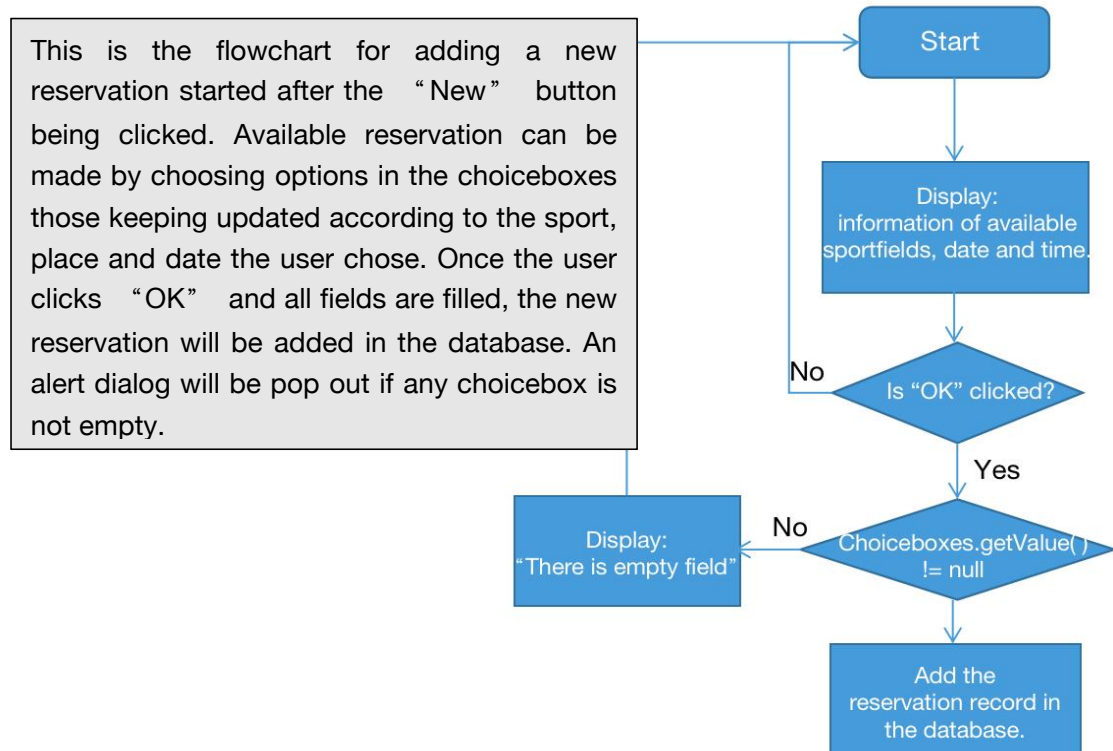 This is the flowchart for adding a new
reservation started after the “New” button
being clicked. Available reservation can be
made by choosing options in the choiceboxes
those keeping updated according to the sport,
place and date the user chose. Once the user
clicks “OK” and all fields are filled, the new
reservation will be added in the database. An
alert dialog will be pop out if any choicebox is
not empty.
Start
Display:
information of available
sportfields, date and time.
No
Is “OK” clicked?
Yes
No
Choiceboxes.getValue( )
!= null
Display:
“There is empty field”
Add the
reservation record in
the database.